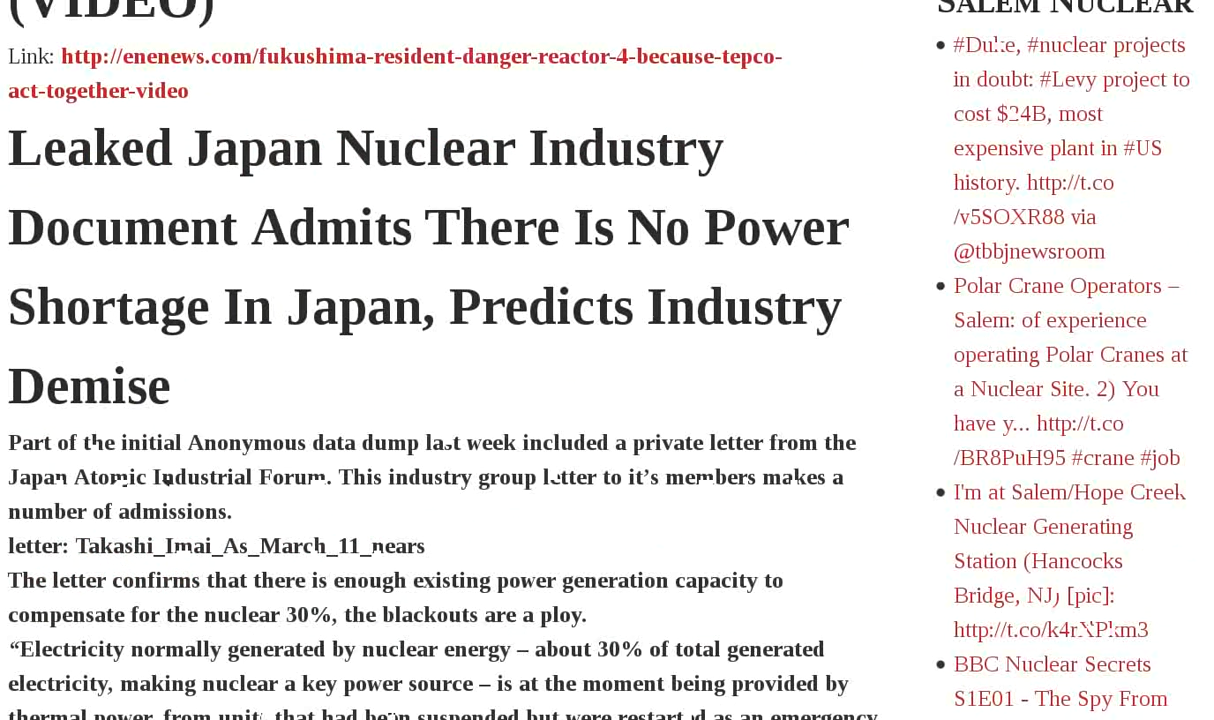 (VIDEO)
Link: http://enenews.com/fukushima-resident-danger-reactor-4-because-tepco-
act-together-video
Leaked Japan Nuclear Industry
Document Admits There Is No Power
Shortage In Japan, Predicts Industry
Demise
Part of the initial Anonymous data dump last week included a private letter from the
Japan Atomic Industrial Forum. This industry group letter to it’s members makes a
number of admissions.
letter: Takashi_Imai_As_March_11_nears
The letter confirms that there is enough existing power generation capacity to
compensate for the nuclear 30%, the blackouts are a ploy.
“Electricity normally generated by nuclear energy – about 30% of total generated
electricity, making nuclear a key power source – is at the moment being provided by
thermal power, from units that had been suspended but were restarted as an emergency
SALEM NUCLEAR
#Duke, #nuclear projects
in doubt: #Levy project to
cost $24B, most
expensive plant in #US
history. http://t.co
/v5SOXR88 via
@tbbjnewsroom
Polar Crane Operators –
Salem: of experience
operating Polar Cranes at
a Nuclear Site. 2) You
have y... http://t.co
/BR8PuH95 #crane #job
I'm at Salem/Hope Creek
Nuclear Generating
Station (Hancocks
Bridge, NJ) [pic]:
BBC Nuclear Secrets
S1E01 - The Spy From